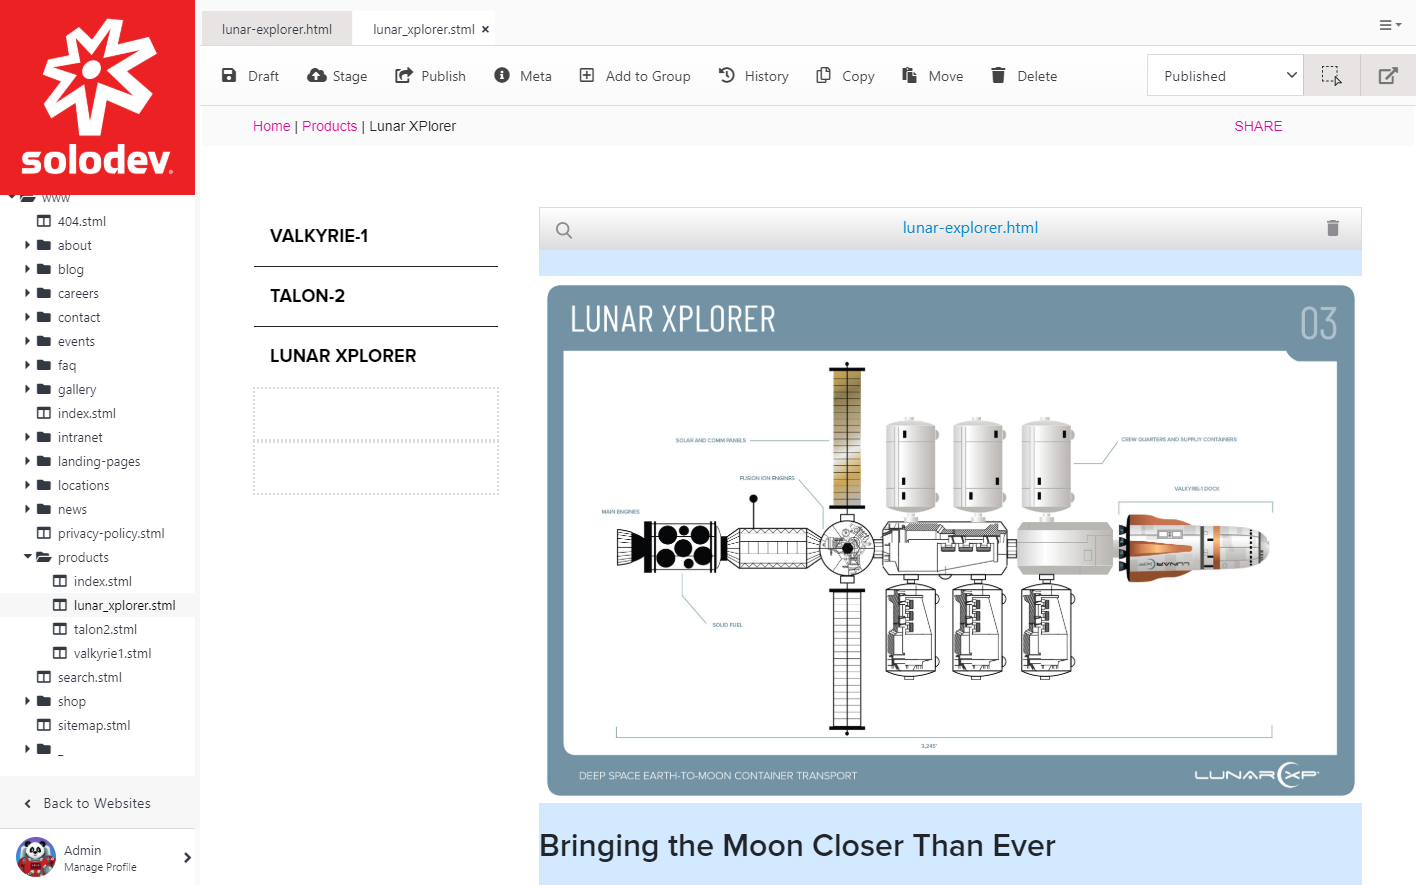 solodev
www
404.stml
about
blog
careers
contact
events
faq
gallery
index.stml
intranet
landing-pages
locations
news
privacy-policy.stml
products
index.stml
lunar_xplorer.stml
talon2.stml
valkyrie1.stml
search.stml
shop
sitemap.stml
_
Back to Websites
Admin
Manage Profile
lunar-explorer.html
lunar_xplorer.stml ×
Draft Stage Publish Meta Add to Group History Copy Move Delete Published
Home | Products | Lunar XPlorer SHARE
VALKYRIE-1
TALON-2
LUNAR XPLORER
lunar-explorer.html
LUNAR XPLORER 03
SOLAR AND COMM PANELS
CREW QUARTERS AND SUPPLIY CONTAINERS
FUSION ION ENGINES
VALKYRIE-1 DOCK
MAIN ENGINES
LUNAR XP
SOLID FUEL
3,245'
DEEP SPACE EARTH-TO-MOON CONTAINER TRANSPORT LUNAR XP
Bringing the Moon Closer Than Ever